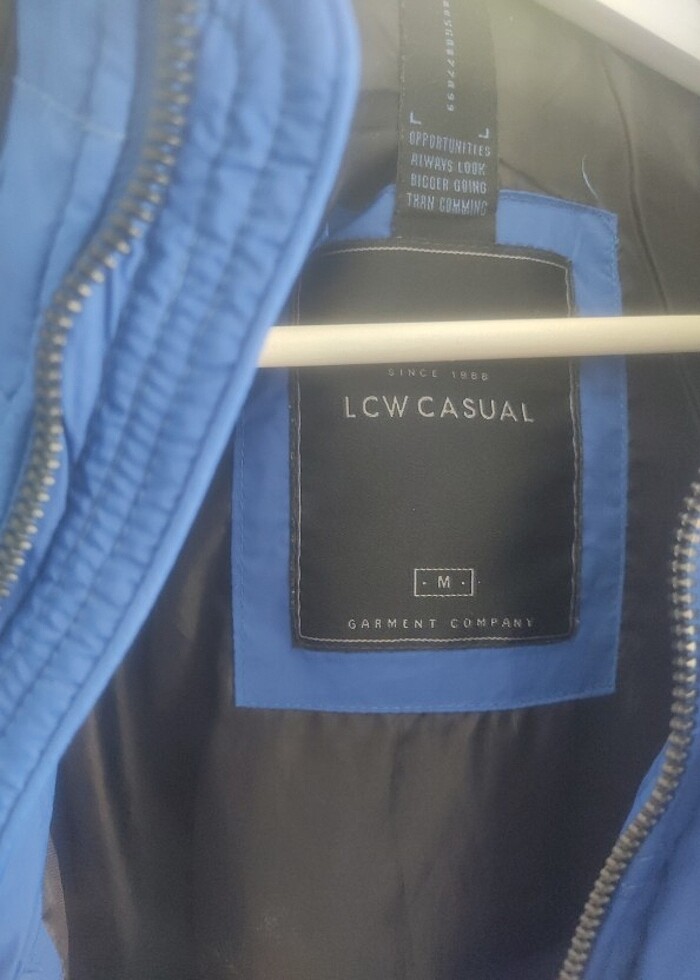 OPPORTUNITIES
ALWAYS LOOK
BIGGER GOING
THAN COMMING
SINCE 1988
LCW CASUAL
· M ·
GARMENT COMPANY